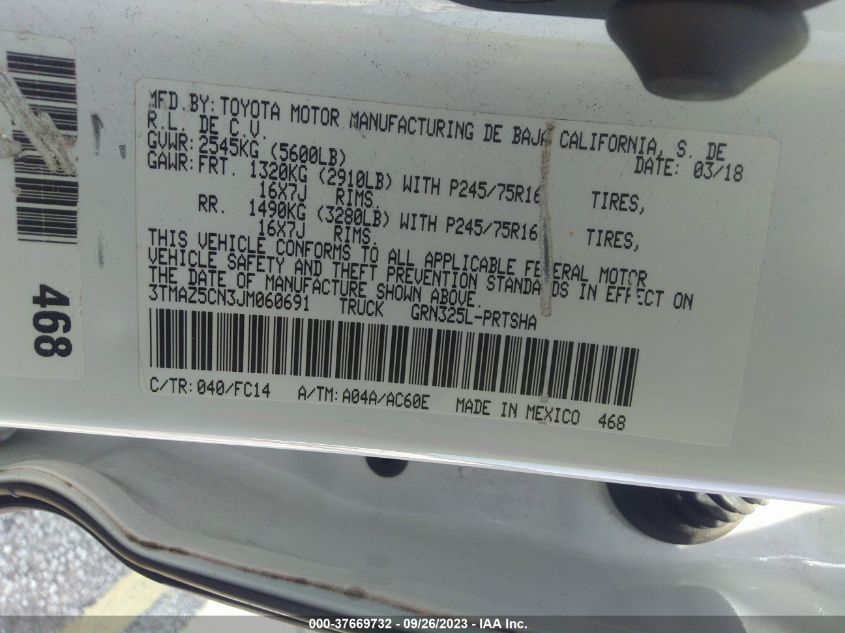 MFD.BY:TOYOTA MOTOR MANUFACTURING DE BAJA CALIFORNIA, S. DE
R.L. DE C.V. DATE: 03/18
GVWR:2545KG (5600LB)
GAWR:FRT. 1320KG (2910LB) WITH P245/75R16 TIRES,
16X7J RIMS.
RR. 1490KG (3280LB) WITH P245/75R16 TIRES,
16X7J RIMS.
THIS VEHICLE CONFORMS TO ALL APPLICABLE FEDERAL MOTOR
VEHICLE SAFETY AND THEFT PREVENTION STANDARDS IN EFFECT ON
THE DATE OF MANUFACTURE SHOWN ABOVE.
3TMAZ5CN3JM060691 TRUCK GRN325L-PRTSHA
C/TR:040/FC14 A/TM:A04A/AC60E MADE IN MEXICO 468
468
000-37669732 - 09/26/2023 - IAA Inc.